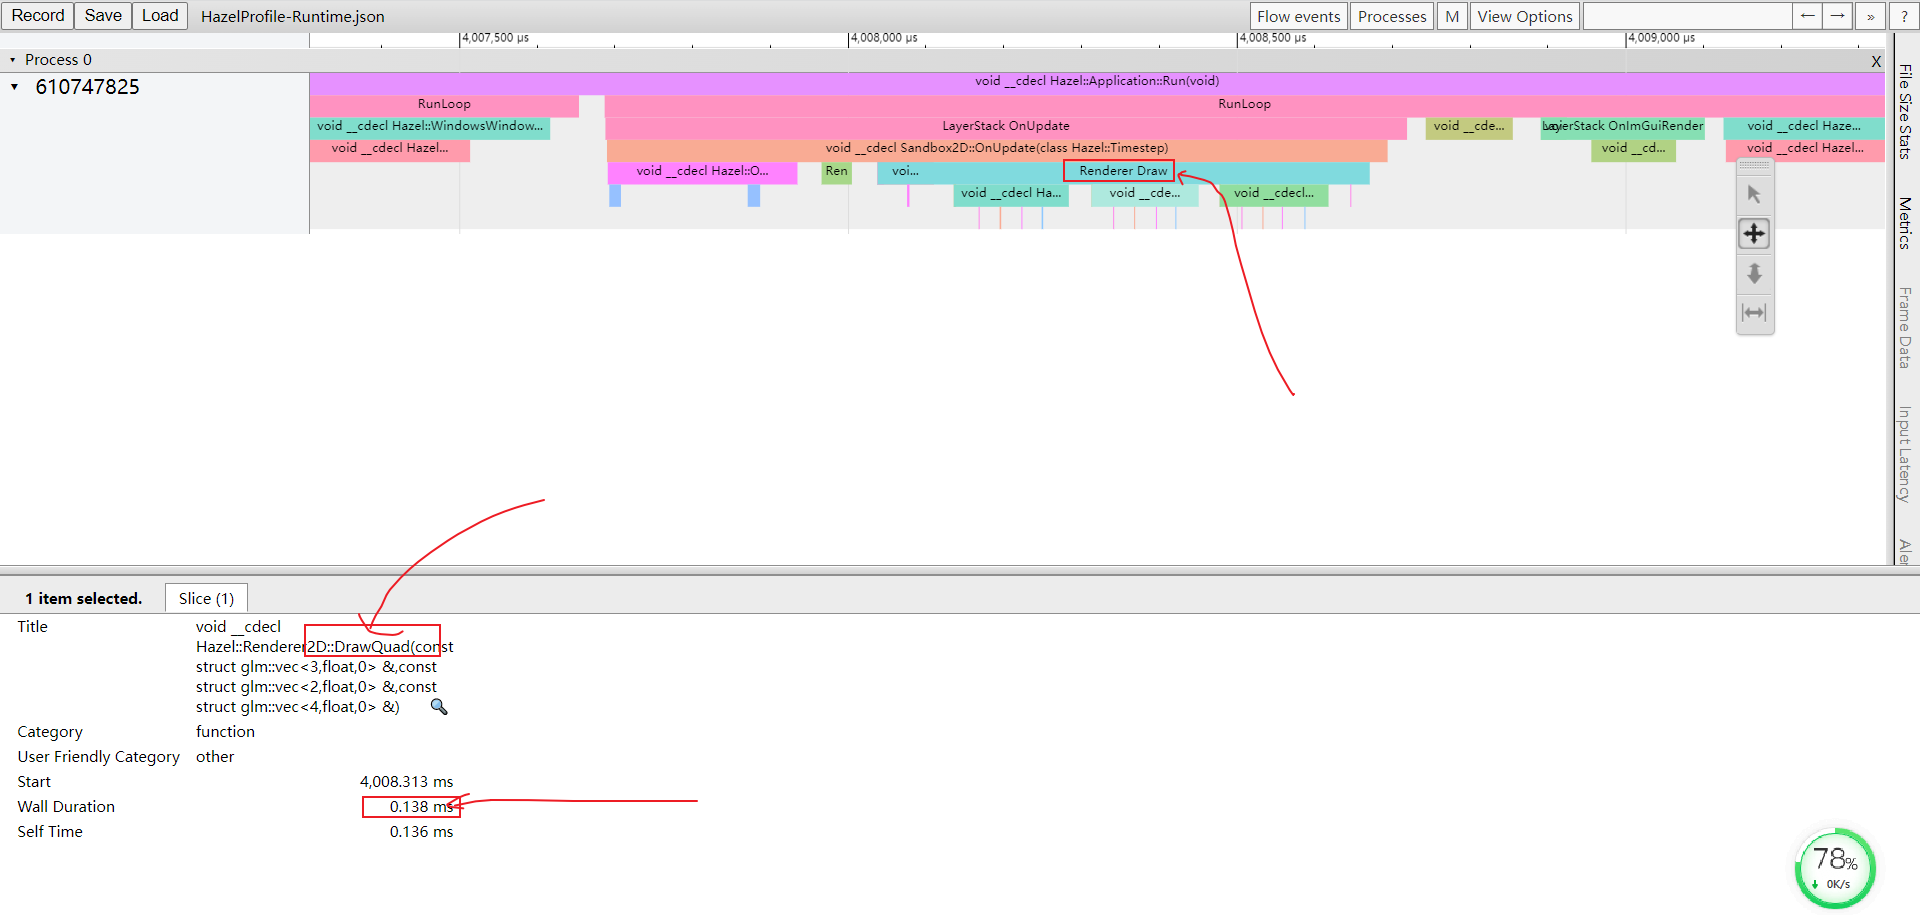 Record Save Load HazelProfile-Runtime.json Flow events Processes M View Options ← → » ?
4,007,500 µs 4,008,000 µs 4,008,500 µs 4,009,000 µs
Process 0 X
610747825
void __cdecl Hazel::Application::Run(void)
RunLoop RunLoop
void __cdecl Hazel::WindowsWindow... LayerStack OnUpdate void __cde... LayerStack OnImGuiRender void __cdecl Haze...
void __cdecl Hazel... void __cdecl Sandbox2D::OnUpdate(class Hazel::Timestep) void __cd... void __cdecl Hazel...
void __cdecl Hazel::O... Ren voi... Renderer Draw
void __cdecl Ha... void __cde... void __cdecl...
File Size Stats
Metrics
Frame Data
Input Latency
Aler
1 item selected. Slice (1)
Title void __cdecl
Hazel::Renderer2D::DrawQuad(const
struct glm::vec<3,float,0> &,const
struct glm::vec<2,float,0> &,const
struct glm::vec<4,float,0> &)
Category function
User Friendly Category other
Start 4,008.313 ms
Wall Duration 0.138 ms
Self Time 0.136 ms
78%
0K/s